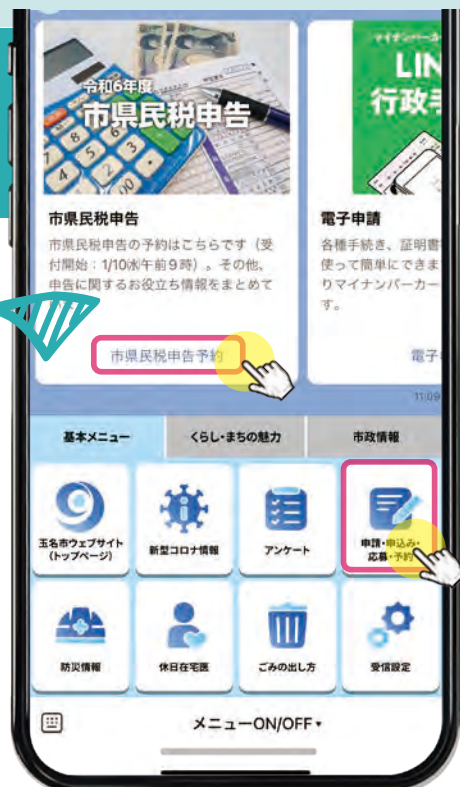 令和6年度
市県民税申告
マイナンバーカー
LIN
行政手
市県民税申告
市県民税申告の予約はこちらです（受
付開始：1/10㈬午前9時）。その他、
申告に関するお役立ち情報をまとめて
市県民税申告予約
電子申請
各種手続き、証明書
使って簡単にできま
りマイナンバーカー
す。
電子
11:09
基本メニュー
くらし・まちの魅力
市政情報
玉名市ウェブサイト
（トップページ）
新型コロナ情報
アンケート
申請・申込み・
応募・予約
防災情報
休日在宅医
ごみの出し方
受信設定
メニューON/OFF▾